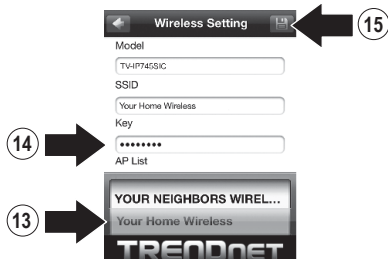 Wireless Setting
15
Model
TV-IP745SIC
SSID
Your Home Wireless
Key
••••••••
14
AP List
YOUR NEIGHBORS WIREL...
13
Your Home Wireless
TRENDNET